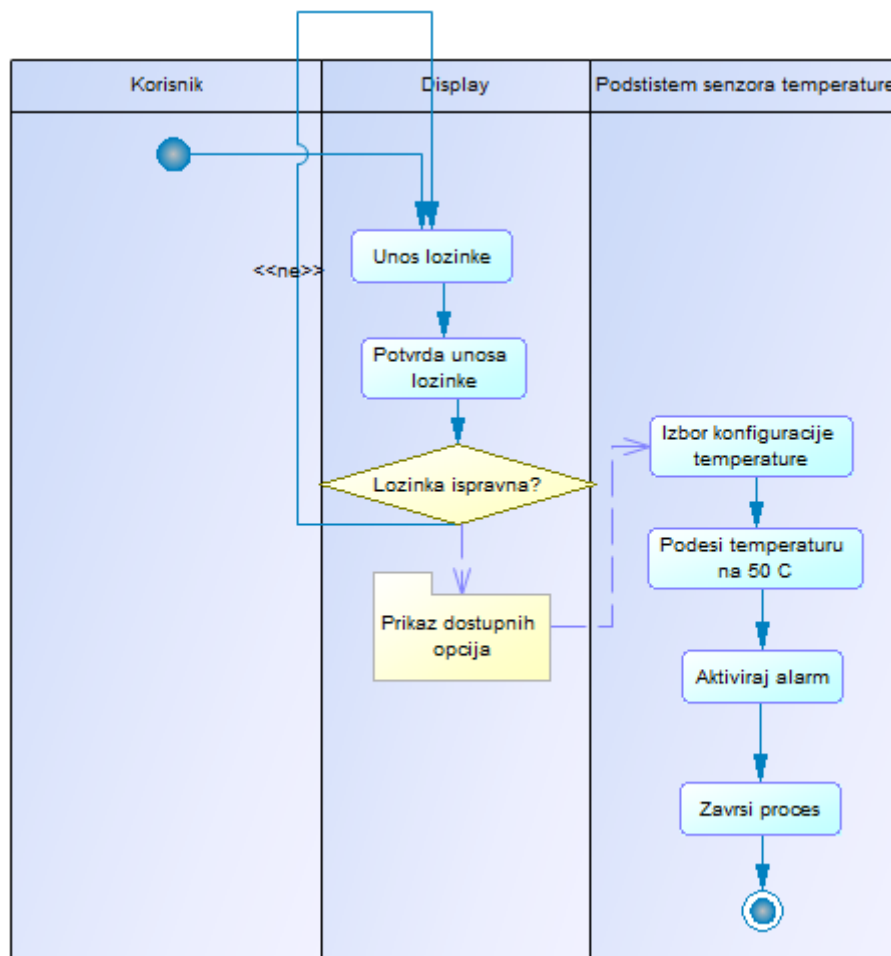 Korisnik
Display
Podstistem senzora temperature
Unos lozinke
<<ne>>
Potvrda unosa
lozinke
Lozinka ispravna?
Prikaz dostupnih
opcija
Izbor konfiguracije
temperature
Podesi temperaturu
na 50 C
Aktiviraj alarm
Zavrsi proces